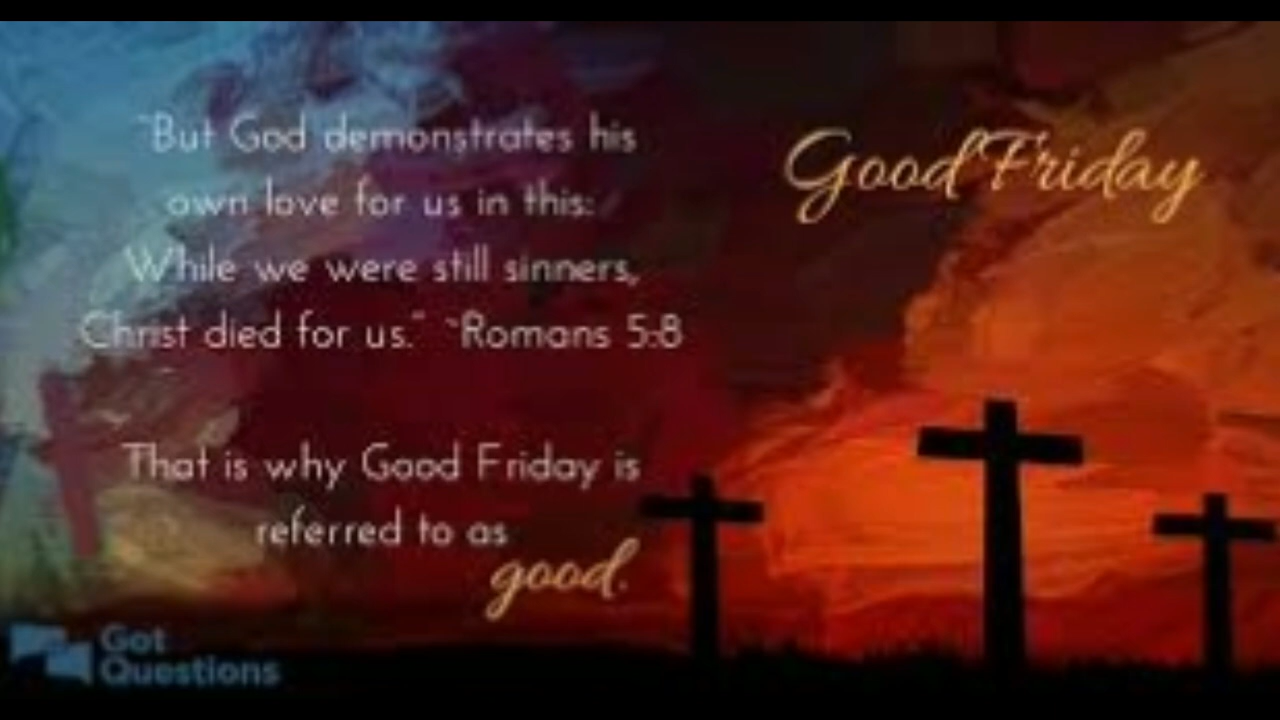 "But God demonstrates his
own love for us in this:
While we were still sinners,
Christ died for us." ~Romans 5:8
That is why Good Friday is
referred to as
good.
Good Friday
Got
Questions